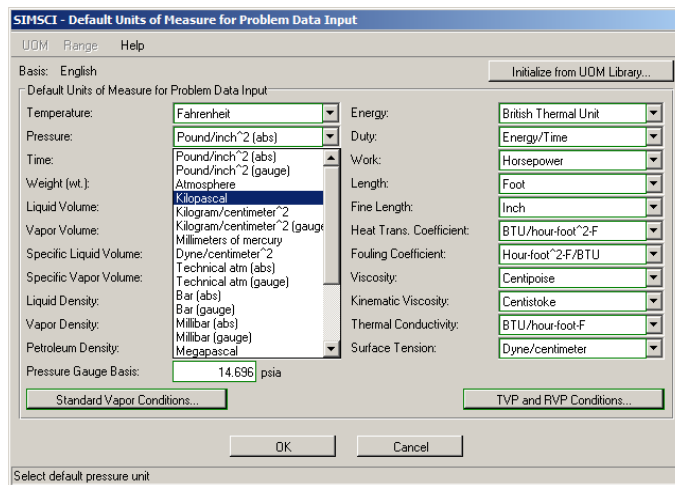 SIMSCI - Default Units of Measure for Problem Data Input
UOM Range Help
Basis: English
Initialize from UOM Library...
Default Units of Measure for Problem Data Input
Temperature: Fahrenheit Energy: British Thermal Unit
Pressure: Pound/inch^2 (abs) Duty: Energy/Time
Time: Pound/inch^2 (abs) Work: Horsepower
Pound/inch^2 (gauge)
Weight (wt.): Atmosphere Length: Foot
Kilopascal
Liquid Volume: Kilogram/centimeter^2 Fine Length: Inch
Kilogram/centimeter^2 (gauge
Vapor Volume: Millimeters of mercury Heat Trans. Coefficient: BTU/hour-foot^2-F
Dyne/centimeter^2
Specific Liquid Volume: Technical atm (abs) Fouling Coefficient: Hour-foot^2-F/BTU
Specific Vapor Volume: Technical atm (gauge) Viscosity: Centipoise
Bar (abs)
Liquid Density: Bar (gauge) Kinematic Viscosity: Centistoke
Vapor Density: Millibar (abs) Thermal Conductivity: BTU/hour-foot-F
Millibar (gauge)
Petroleum Density: Megapascal Surface Tension: Dyne/centimeter
Pressure Gauge Basis: 14.696 psia
Standard Vapor Conditions... TVP and RVP Conditions...
OK Cancel
Select default pressure unit